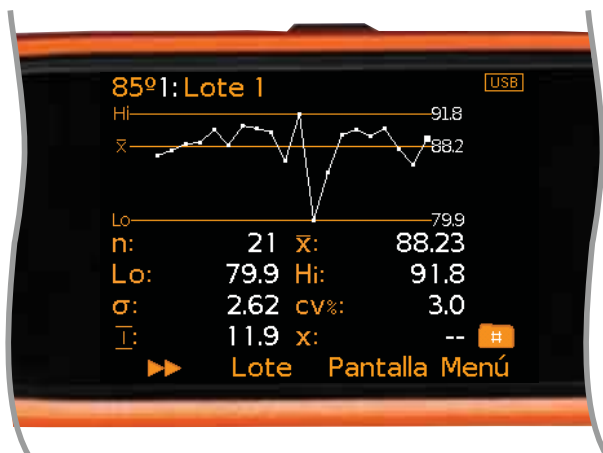 85º1: Lote 1 USB
Hi 91.8
x̅ 88.2
Lo 79.9
n: 21 x̅: 88.23
Lo: 79.9 Hi: 91.8
σ: 2.62 cv%: 3.0
工: 11.9 x: -- #
Lote Pantalla Menú